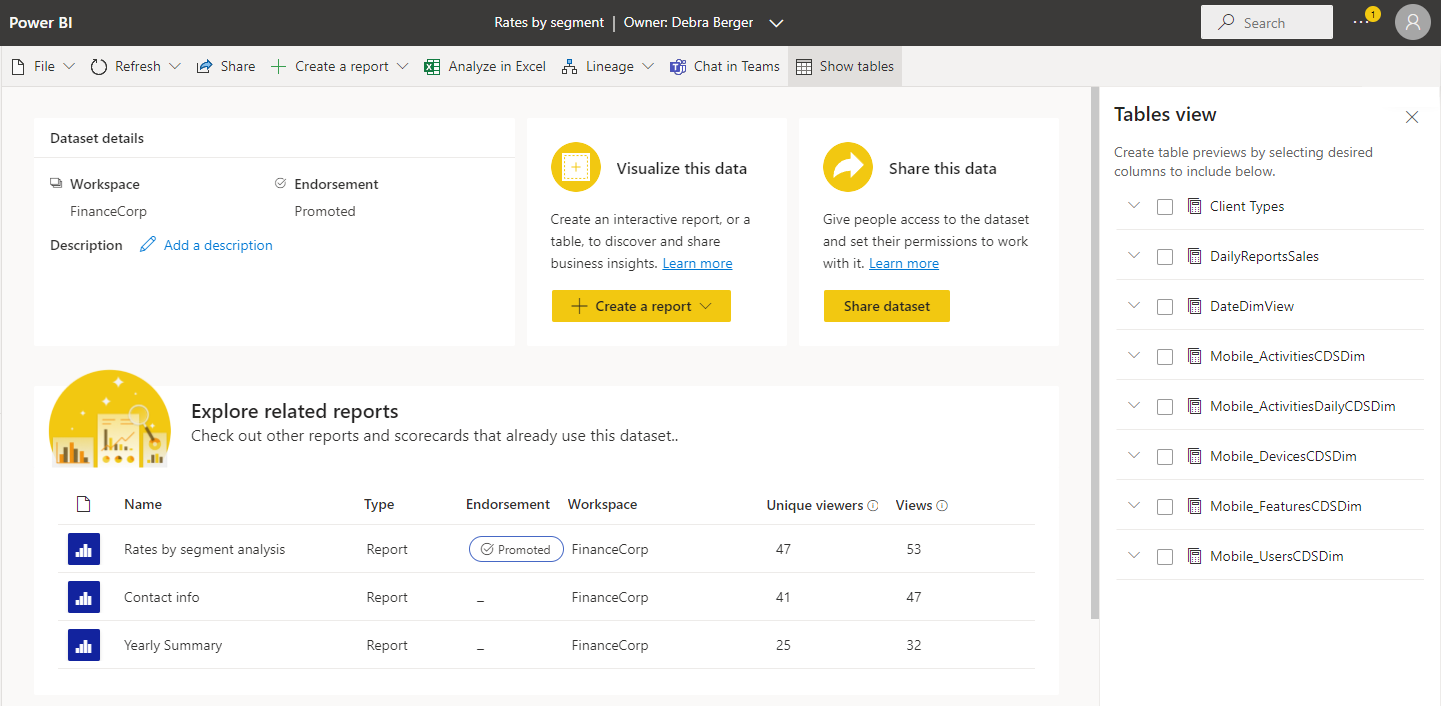 Power BI
Rates by segment | Owner: Debra Berger
Search
1
File Refresh Share Create a report Analyze in Excel Lineage Chat in Teams Show tables
Dataset details
Workspace Endorsement
FinanceCorp Promoted
Description Add a description
Visualize this data
Create an interactive report, or a
table, to discover and share
business insights. Learn more
Create a report
Share this data
Give people access to the dataset
and set their permissions to work
with it. Learn more
Share dataset
Explore related reports
Check out other reports and scorecards that already use this dataset..
Name Type Endorsement Workspace Unique viewers Views
Rates by segment analysis Report Promoted FinanceCorp 47 53
Contact info Report _ FinanceCorp 41 47
Yearly Summary Report _ FinanceCorp 25 32
Tables view
Create table previews by selecting desired
columns to include below.
Client Types
DailyReportsSales
DateDimView
Mobile_ActivitiesCDSDim
Mobile_ActivitiesDailyCDSDim
Mobile_DevicesCDSDim
Mobile_FeaturesCDSDim
Mobile_UsersCDSDim